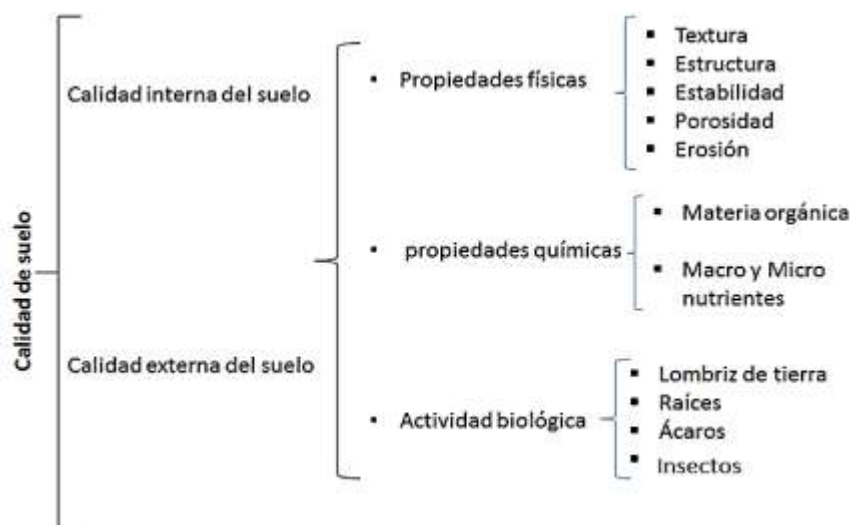 Calidad de suelo
Calidad interna del suelo
Calidad externa del suelo
▪ Propiedades físicas
▪ Textura
▪ Estructura
▪ Estabilidad
▪ Porosidad
▪ Erosión
▪ propiedades químicas
▪ Materia orgánica
▪ Macro y Micro
nutrientes
▪ Actividad biológica
▪ Lombriz de tierra
▪ Raíces
▪ Ácaros
▪ Insectos